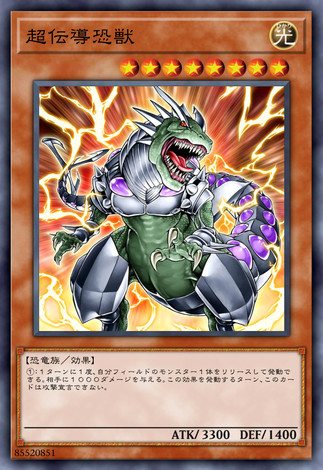 超伝導恐獣
光
【恐竜族／効果】
①：１ターンに１度、自分フィールドのモンスター１体をリリースして発動で
きる。相手に１０００ダメージを与える。この効果を発動するターン、このカー
ドは攻撃宣言できない。
ATK/3300 DEF/1400
85520851